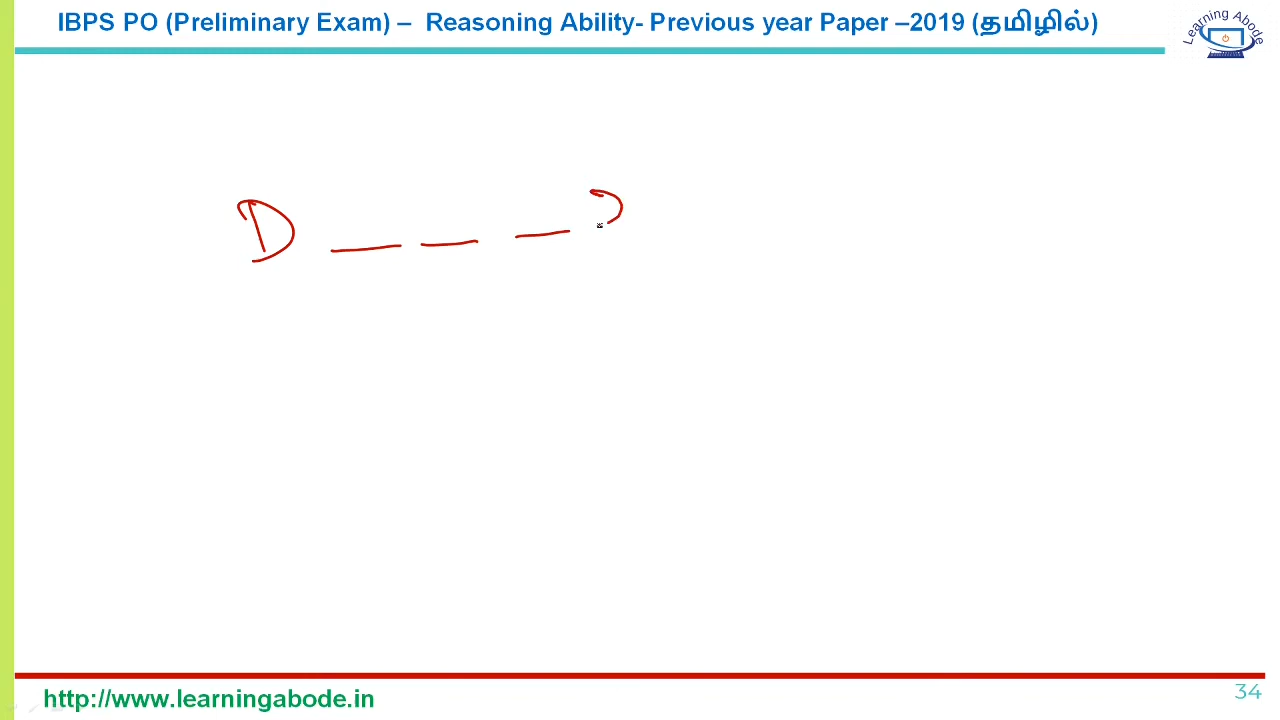 IBPS PO (Preliminary Exam) – Reasoning Ability- Previous year Paper –2019 (தமிழில்)
Learning Abode
D _ _ _
http://www.learningabode.in
34